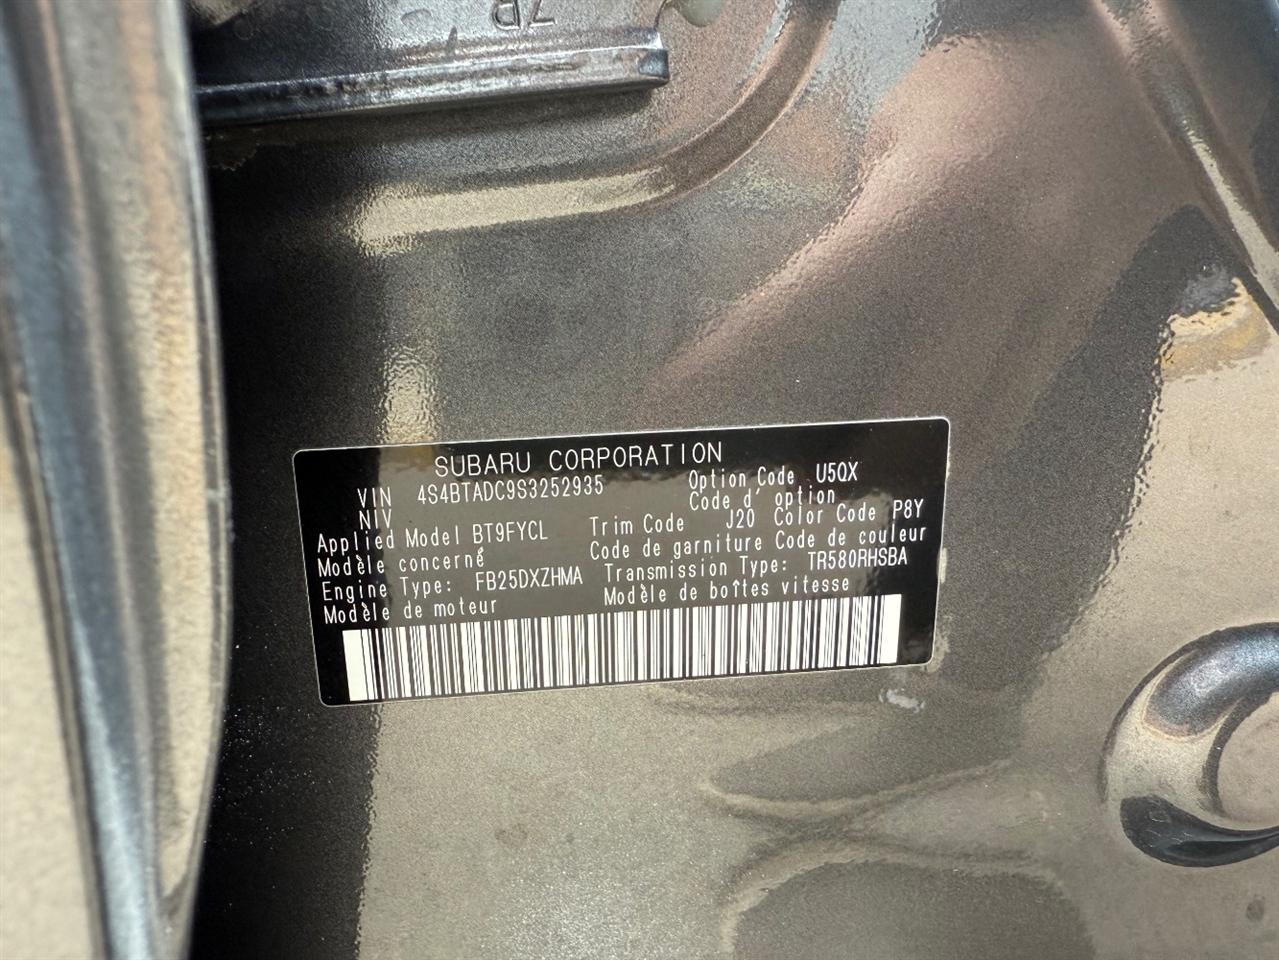 7R
SUBARU CORPORATION
VIN 4S4BTADC9S3252935 Option Code U5QX
NIV Code d'option
Applied Model BT9FYCL Trim Code J20 Color Code P8Y
Modèle concerné Code de garniture Code de couleur
Engine Type: FB25DXZHMA Transmission Type: TR580RHSBA
Modèle de moteur Modèle de boîtes vitesse